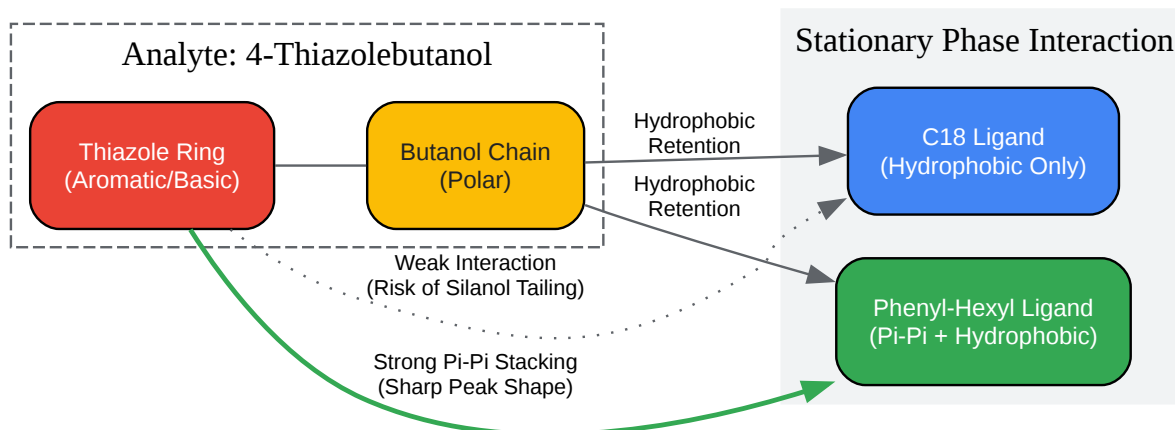 Analyte: 4-Thiazolebutanol
Stationary Phase Interaction
Thiazole Ring
(Aromatic/Basic)
Butanol Chain
(Polar)
Hydrophobic
Retention
Hydrophobic
Retention
C18 Ligand
(Hydrophobic Only)
Weak Interaction
(Risk of Silanol Tailing)
Phenyl-Hexyl Ligand
(Pi-Pi + Hydrophobic)
Strong Pi-Pi Stacking
(Sharp Peak Shape)